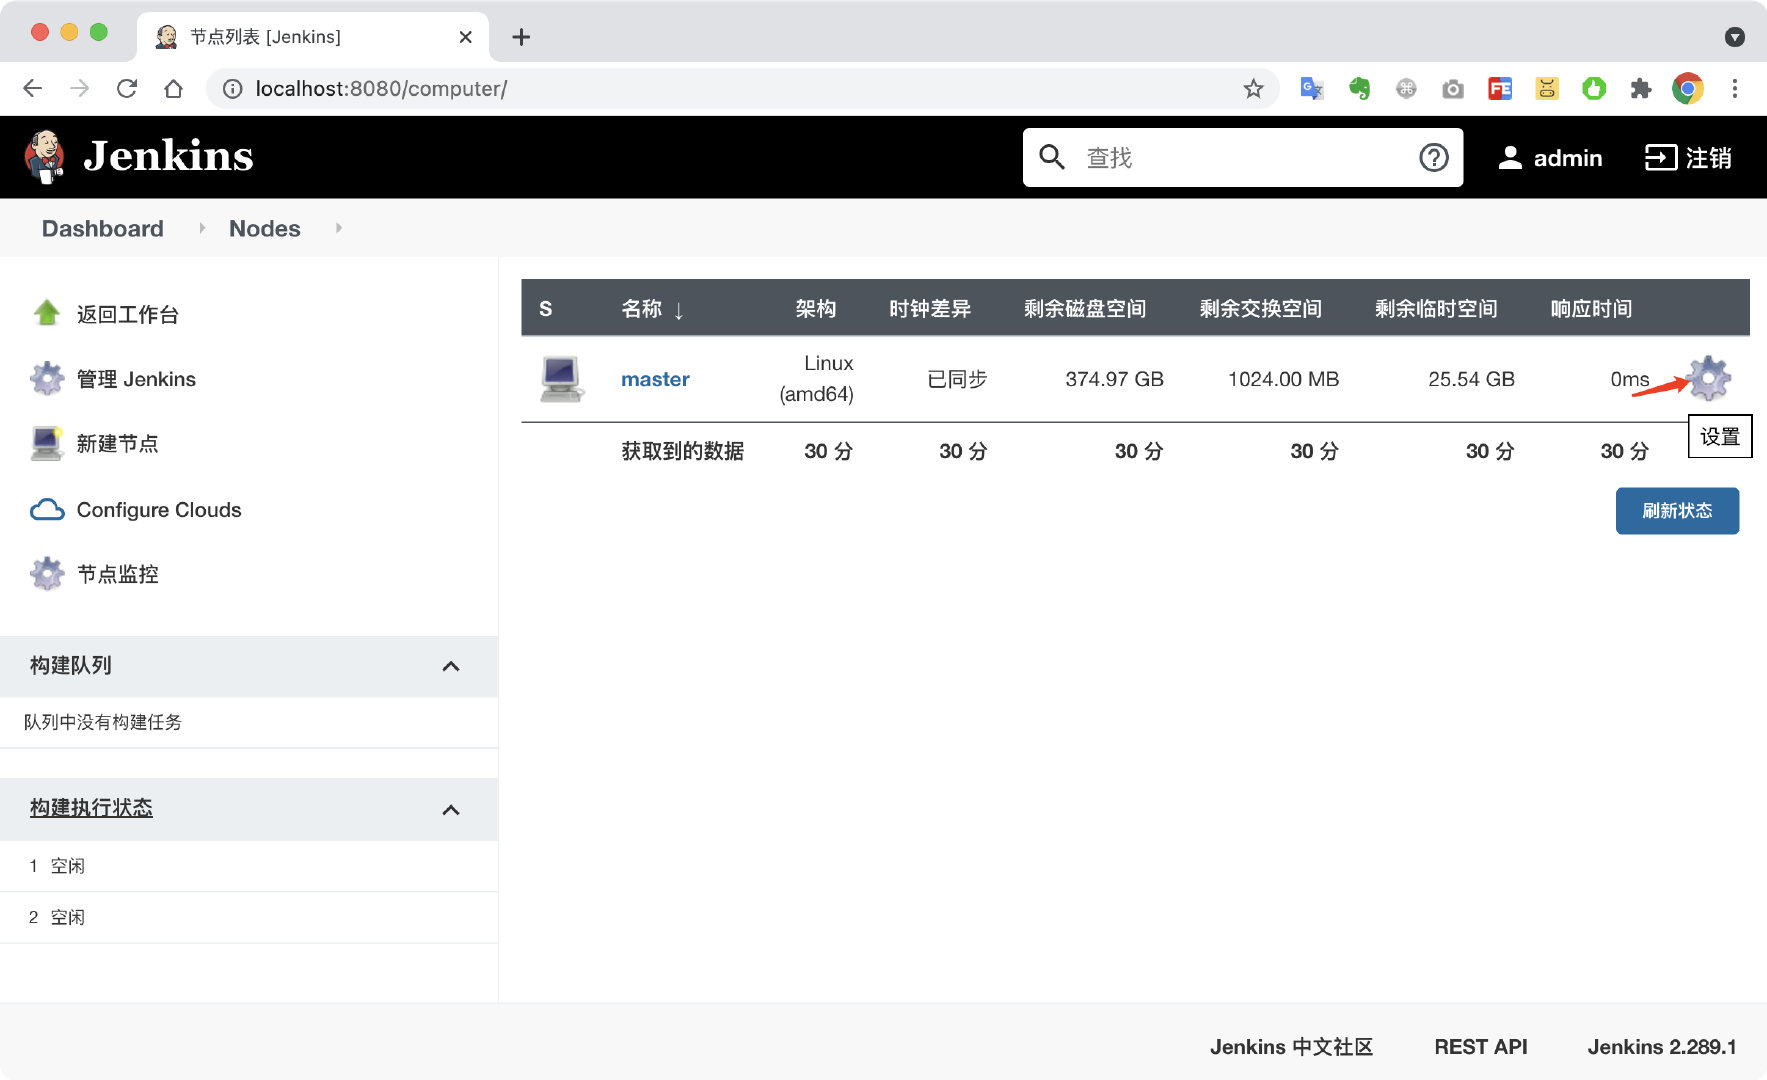 节点列表 [Jenkins]
localhost:8080/computer/
Jenkins
查找
admin
注销
Dashboard
Nodes
返回工作台
管理 Jenkins
新建节点
Configure Clouds
节点监控
构建队列
队列中没有构建任务
构建执行状态
1 空闲
2 空闲
S 名称 ↓ 架构 时钟差异 剩余磁盘空间 剩余交换空间 剩余临时空间 响应时间
master Linux (amd64) 已同步 374.97 GB 1024.00 MB 25.54 GB 0ms
设置
获取到的数据 30 分 30 分 30 分 30 分 30 分 30 分
刷新状态
Jenkins 中文社区 REST API Jenkins 2.289.1